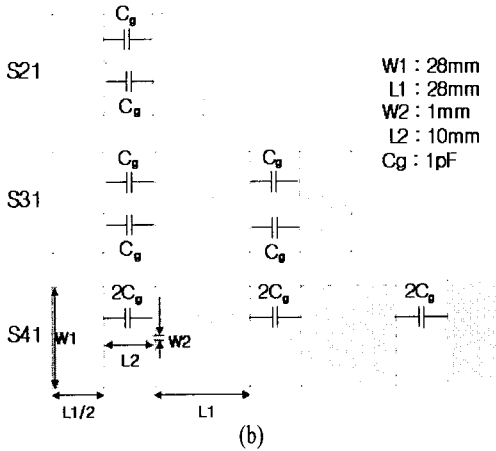 Cg
S21
Cg
W1 : 28mm
L1 : 28mm
W2 : 1mm
L2 : 10mm
Cg : 1pF
Cg
Cg
S31
Cg
Cg
2Cg
2Cg
2Cg
S41
W1
W2
L2
L1/2
L1
(b)